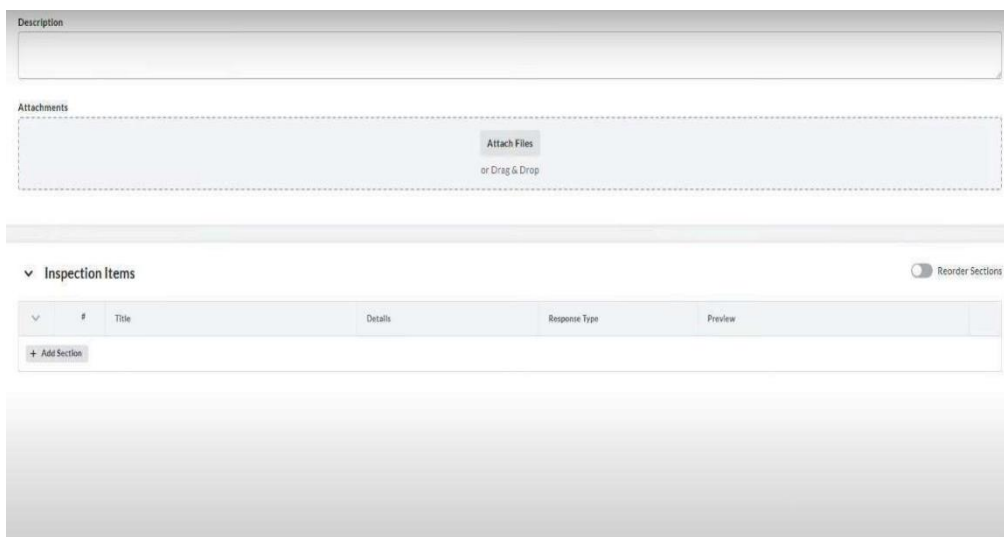 Description
Attachments
Attach Files
or Drag & Drop
Inspection Items
Reorder Sections
# Title Details Response Type Preview
+ Add Section